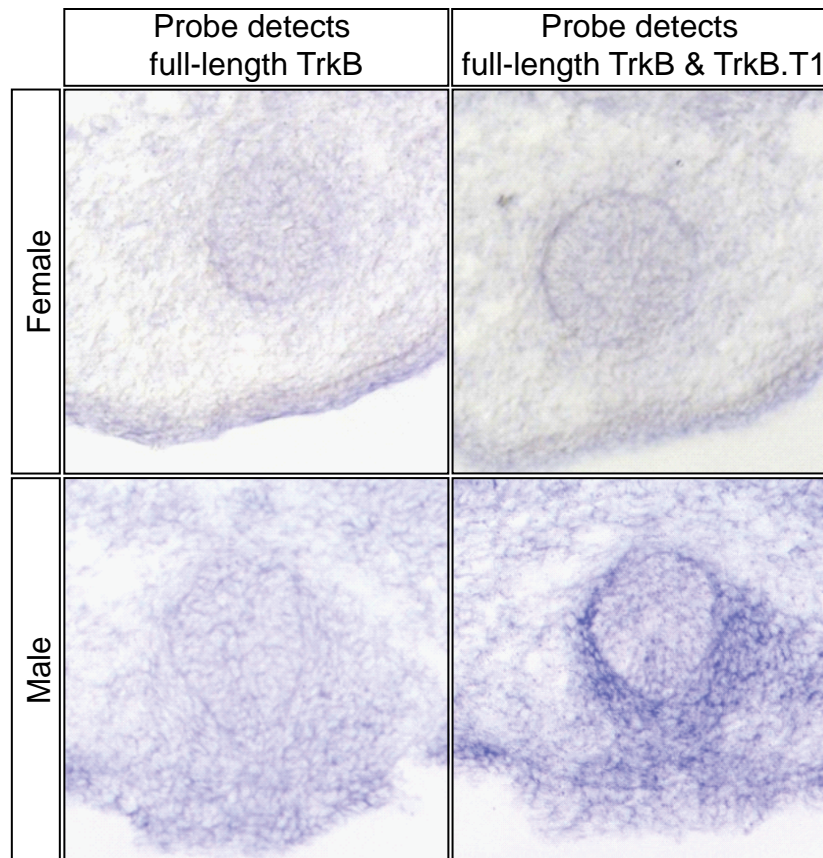 Probe detects
full-length TrkB
Probe detects
full-length TrkB & TrkB.T1
Female
Male